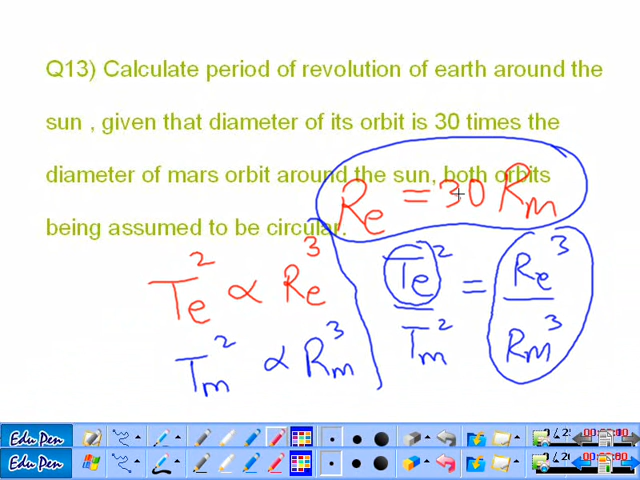 Q13) Calculate period of revolution of earth around the
sun , given that diameter of its orbit is 30 times the
diameter of mars orbit around the sun, both orbits
being assumed to be circular.
Re = 30 Rm
Te² ∝ Re³
Te² / Tm² = Re³ / Rm³
Tm² ∝ Rm³
Edu Pen
Edu Pen